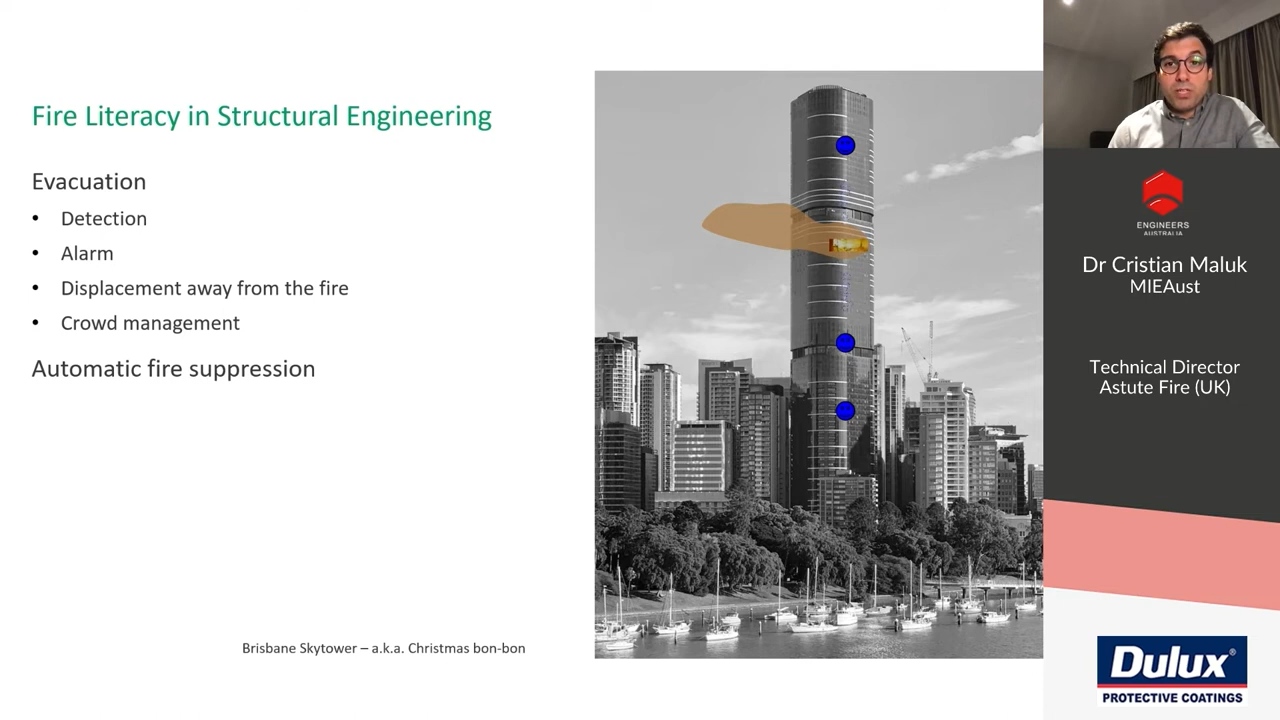 Fire Literacy in Structural Engineering
Evacuation
• Detection
• Alarm
• Displacement away from the fire
• Crowd management
Automatic fire suppression
Brisbane Skytower – a.k.a. Christmas bon-bon
ENGINEERS
AUSTRALIA
Dr Cristian Maluk
MIEAust
Technical Director
Astute Fire (UK)
Dulux®
PROTECTIVE COATINGS